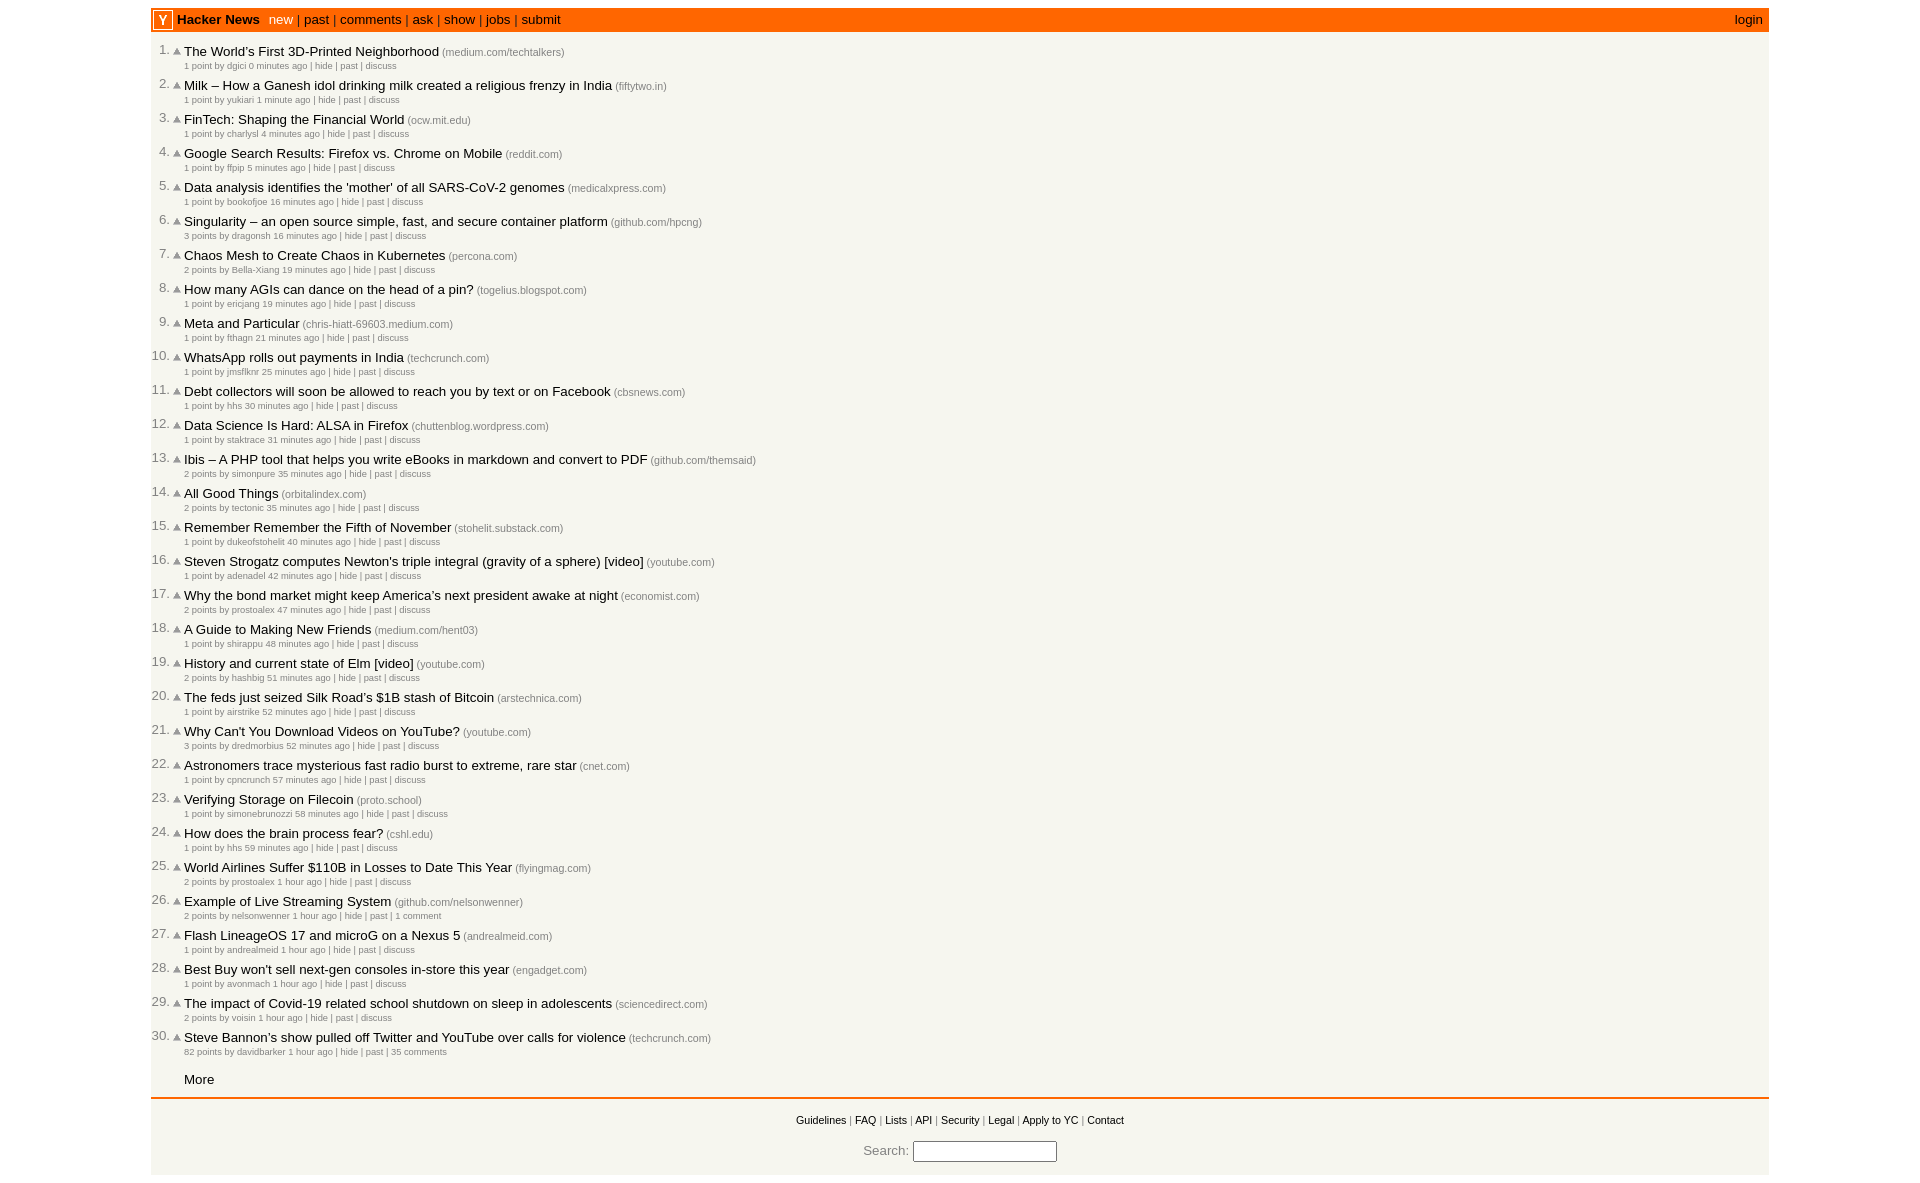 Y Hacker News new | past | comments | ask | show | jobs | submit login
1. The World’s First 3D-Printed Neighborhood (medium.com/techtalkers)
1 point by dgici 0 minutes ago | hide | past | discuss
2. Milk – How a Ganesh idol drinking milk created a religious frenzy in India (fiftytwo.in)
1 point by yukiari 1 minute ago | hide | past | discuss
3. FinTech: Shaping the Financial World (ocw.mit.edu)
1 point by charlysl 4 minutes ago | hide | past | discuss
4. Google Search Results: Firefox vs. Chrome on Mobile (reddit.com)
1 point by ffpip 5 minutes ago | hide | past | discuss
5. Data analysis identifies the 'mother' of all SARS-CoV-2 genomes (medicalxpress.com)
1 point by bookofjoe 16 minutes ago | hide | past | discuss
6. Singularity – an open source simple, fast, and secure container platform (github.com/hpcng)
3 points by dragonsh 16 minutes ago | hide | past | discuss
7. Chaos Mesh to Create Chaos in Kubernetes (percona.com)
2 points by Bella-Xiang 19 minutes ago | hide | past | discuss
8. How many AGIs can dance on the head of a pin? (togelius.blogspot.com)
1 point by ericjang 19 minutes ago | hide | past | discuss
9. Meta and Particular (chris-hiatt-69603.medium.com)
1 point by fthagn 21 minutes ago | hide | past | discuss
10. WhatsApp rolls out payments in India (techcrunch.com)
1 point by jmsflknr 25 minutes ago | hide | past | discuss
11. Debt collectors will soon be allowed to reach you by text or on Facebook (cbsnews.com)
1 point by hhs 30 minutes ago | hide | past | discuss
12. Data Science Is Hard: ALSA in Firefox (chuttenblog.wordpress.com)
1 point by staktrace 31 minutes ago | hide | past | discuss
13. Ibis – A PHP tool that helps you write eBooks in markdown and convert to PDF (github.com/themsaid)
2 points by simonpure 35 minutes ago | hide | past | discuss
14. All Good Things (orbitalindex.com)
2 points by tectonic 35 minutes ago | hide | past | discuss
15. Remember Remember the Fifth of November (stohelit.substack.com)
1 point by dukeofstohelit 40 minutes ago | hide | past | discuss
16. Steven Strogatz computes Newton's triple integral (gravity of a sphere) [video] (youtube.com)
1 point by adenadel 42 minutes ago | hide | past | discuss
17. Why the bond market might keep America’s next president awake at night (economist.com)
2 points by prostoalex 47 minutes ago | hide | past | discuss
18. A Guide to Making New Friends (medium.com/hent03)
1 point by shirappu 48 minutes ago | hide | past | discuss
19. History and current state of Elm [video] (youtube.com)
2 points by hashbig 51 minutes ago | hide | past | discuss
20. The feds just seized Silk Road’s $1B stash of Bitcoin (arstechnica.com)
1 point by airstrike 52 minutes ago | hide | past | discuss
21. Why Can't You Download Videos on YouTube? (youtube.com)
3 points by dredmorbius 52 minutes ago | hide | past | discuss
22. Astronomers trace mysterious fast radio burst to extreme, rare star (cnet.com)
1 point by cpncrunch 57 minutes ago | hide | past | discuss
23. Verifying Storage on Filecoin (proto.school)
1 point by simonebrunozzi 58 minutes ago | hide | past | discuss
24. How does the brain process fear? (cshl.edu)
1 point by hhs 59 minutes ago | hide | past | discuss
25. World Airlines Suffer $110B in Losses to Date This Year (flyingmag.com)
2 points by prostoalex 1 hour ago | hide | past | discuss
26. Example of Live Streaming System (github.com/nelsonwenner)
2 points by nelsonwenner 1 hour ago | hide | past | 1 comment
27. Flash LineageOS 17 and microG on a Nexus 5 (andrealmeid.com)
1 point by andrealmeid 1 hour ago | hide | past | discuss
28. Best Buy won't sell next-gen consoles in-store this year (engadget.com)
1 point by avonmach 1 hour ago | hide | past | discuss
29. The impact of Covid-19 related school shutdown on sleep in adolescents (sciencedirect.com)
2 points by voisin 1 hour ago | hide | past | discuss
30. Steve Bannon’s show pulled off Twitter and YouTube over calls for violence (techcrunch.com)
82 points by davidbarker 1 hour ago | hide | past | 35 comments
More
Guidelines | FAQ | Lists | API | Security | Legal | Apply to YC | Contact
Search: